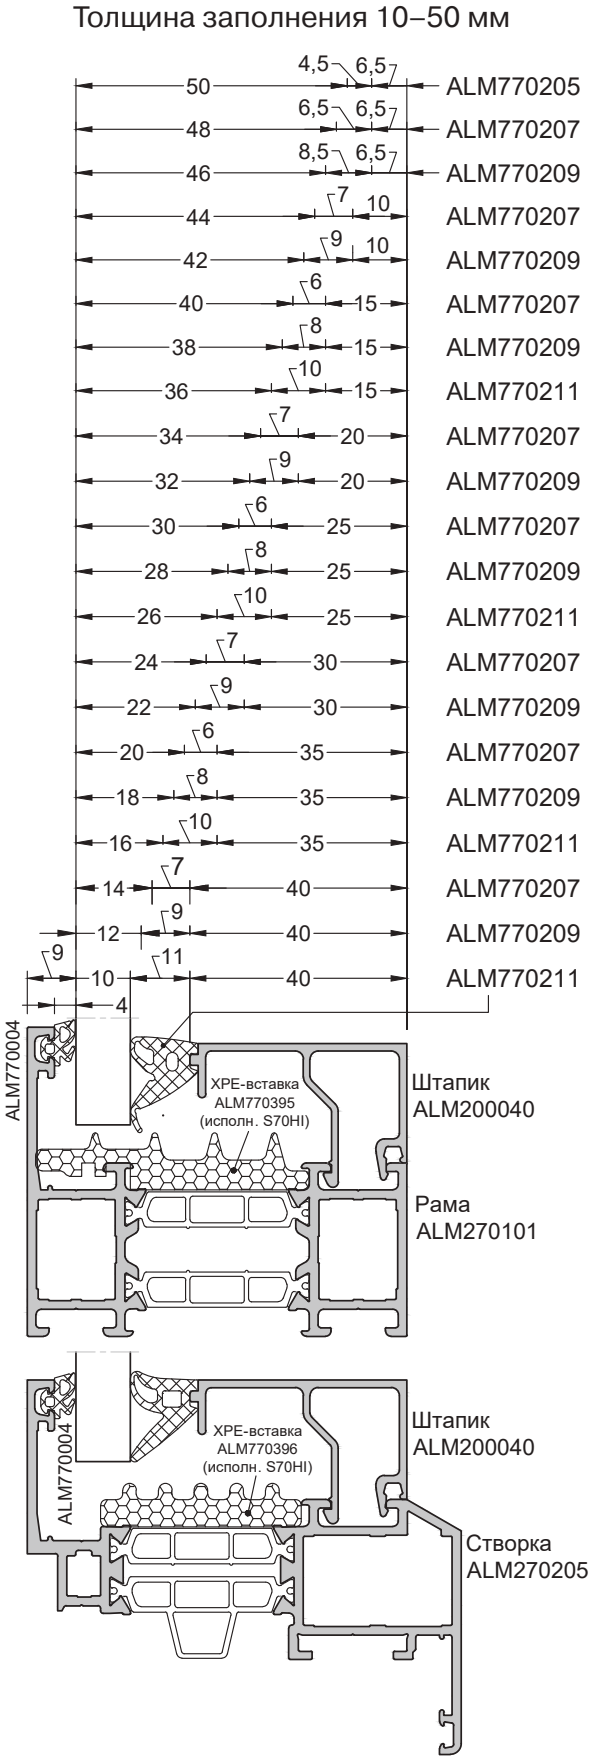 Толщина заполнения 10–50 мм
50 4,5 6,5 ALM770205
48 6,5 6,5 ALM770207
46 8,5 6,5 ALM770209
44 7 10 ALM770207
42 9 10 ALM770209
40 6 15 ALM770207
38 8 15 ALM770209
36 10 15 ALM770211
34 7 20 ALM770207
32 9 20 ALM770209
30 6 25 ALM770207
28 8 25 ALM770209
26 10 25 ALM770211
24 7 30 ALM770207
22 9 30 ALM770209
20 6 35 ALM770207
18 8 35 ALM770209
16 10 35 ALM770211
14 7 40 ALM770207
12 9 40 ALM770209
9 10 11 40 ALM770211
4
ALM770004
XPE-вставка
ALM770395
(исполн. S70HI)
Штапик
ALM200040
Рама
ALM270101
ALM770004
XPE-вставка
ALM770396
(исполн. S70HI)
Штапик
ALM200040
Створка
ALM270205